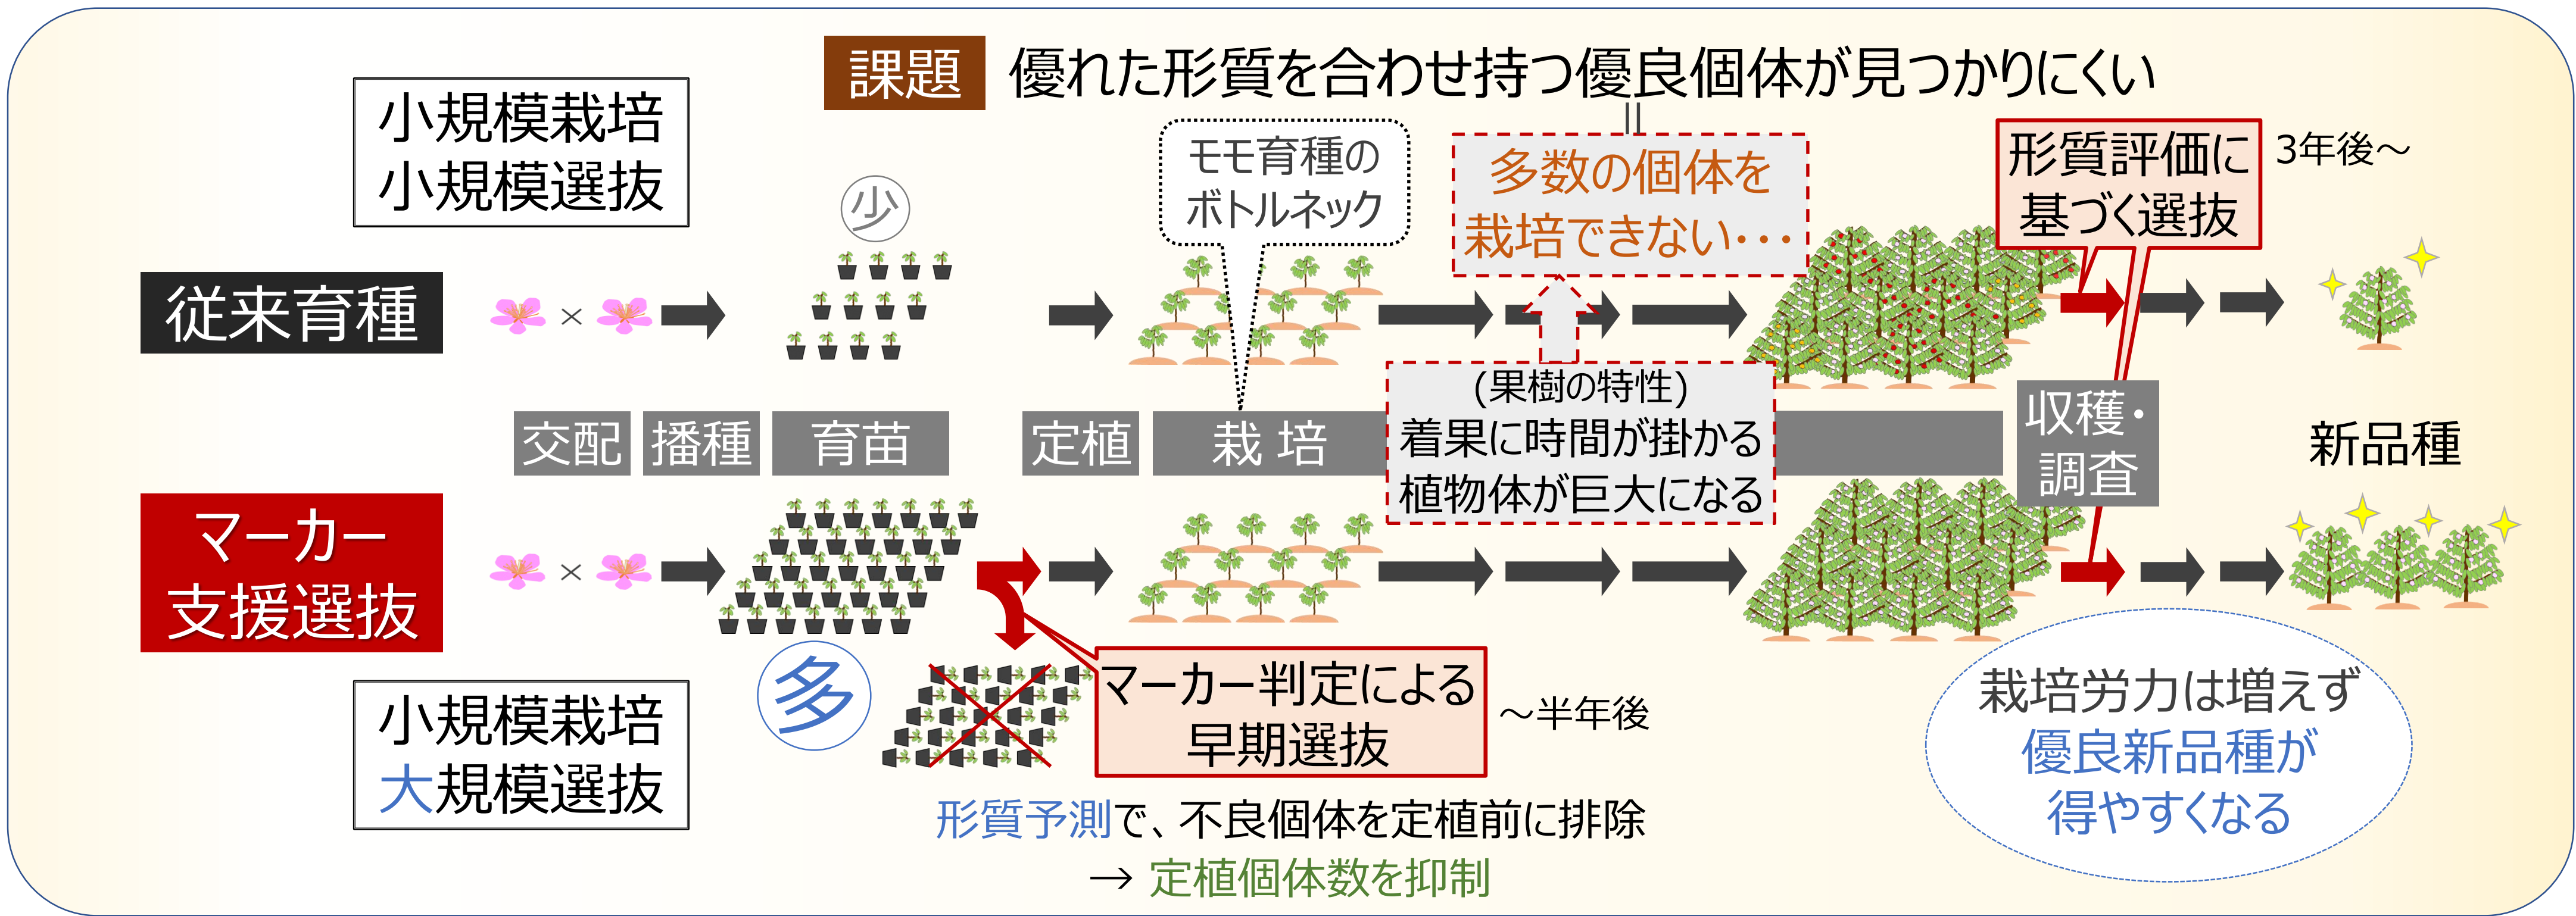 課題 優れた形質を合わせ持つ優良個体が見つかりにくい
小規模栽培
小規模選抜
少
モモ育種の
ボトルネック
多数の個体を
栽培できない・・・
形質評価に
基づく選抜
3年後～
従来育種
×
(果樹の特性)
着果に時間が掛かる
植物体が巨大になる
交配
播種
育苗
定植
栽 培
収穫・
調査
新品種
マーカー
支援選抜
×
多
小規模栽培
大規模選抜
マーカー判定による
早期選抜
～半年後
形質予測で、不良個体を定植前に排除
→ 定植個体数を抑制
栽培労力は増えず
優良新品種が
得やすくなる